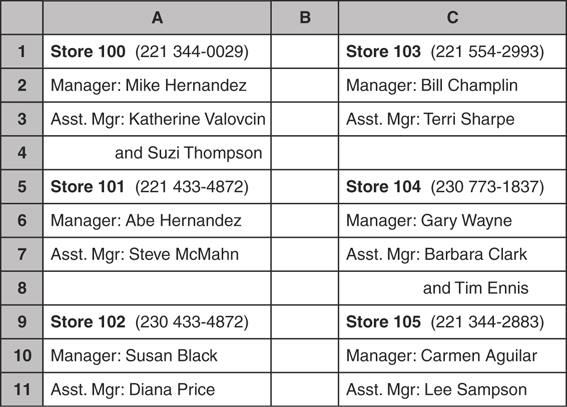 A B C
1 Store 100 (221 344-0029) Store 103 (221 554-2993)
2 Manager: Mike Hernandez Manager: Bill Champlin
3 Asst. Mgr: Katherine Valovcin Asst. Mgr: Terri Sharpe
4 and Suzi Thompson
5 Store 101 (221 433-4872) Store 104 (230 773-1837)
6 Manager: Abe Hernandez Manager: Gary Wayne
7 Asst. Mgr: Steve McMahn Asst. Mgr: Barbara Clark
8 and Tim Ennis
9 Store 102 (230 433-4872) Store 105 (221 344-2883)
10 Manager: Susan Black Manager: Carmen Aguilar
11 Asst. Mgr: Diana Price Asst. Mgr: Lee Sampson